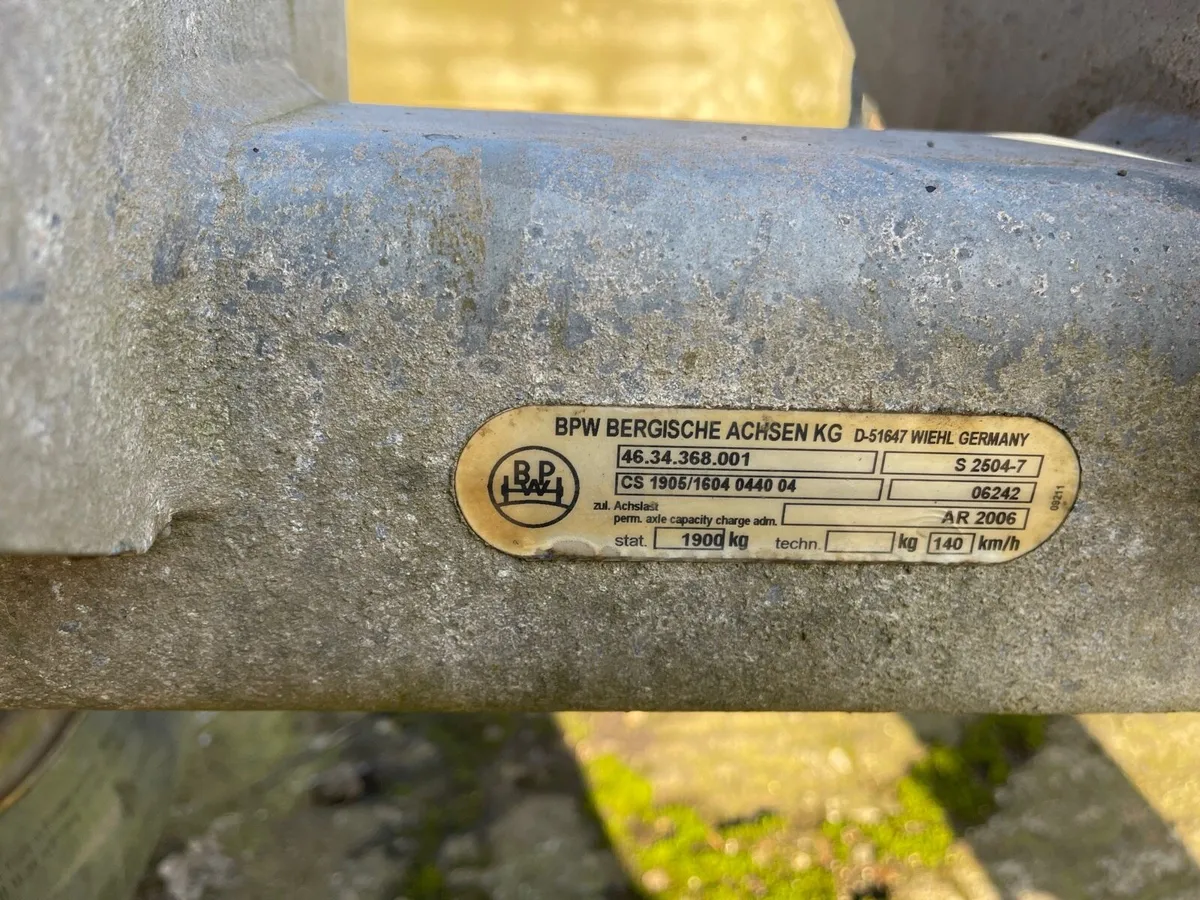 BPW BERGISCHE ACHSEN KG D-51647 WIEHL GERMANY
BPW
46.34.368.001 S 2504-7
CS 1905/1604 0440 04 06242
zul. Achslast
perm. axle capacity charge adm. AR 2006
stat. 1900 kg techn. kg 140 km/h
09211